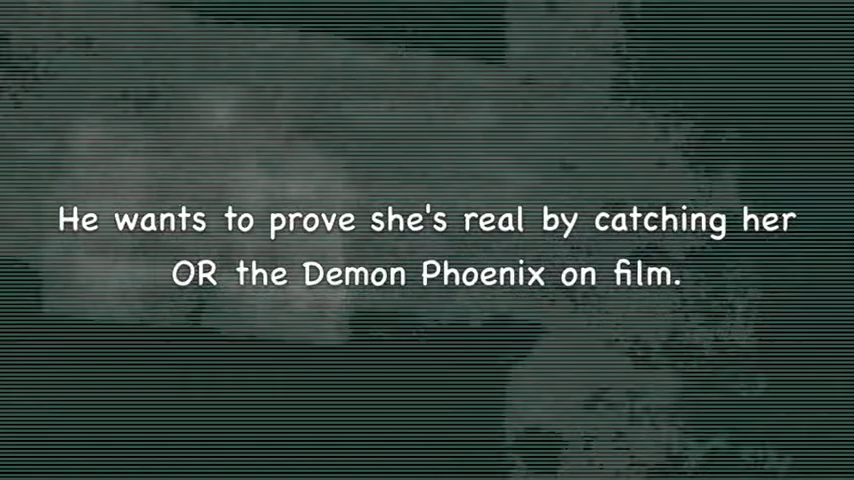 He wants to prove she's real by catching her
OR the Demon Phoenix on film.